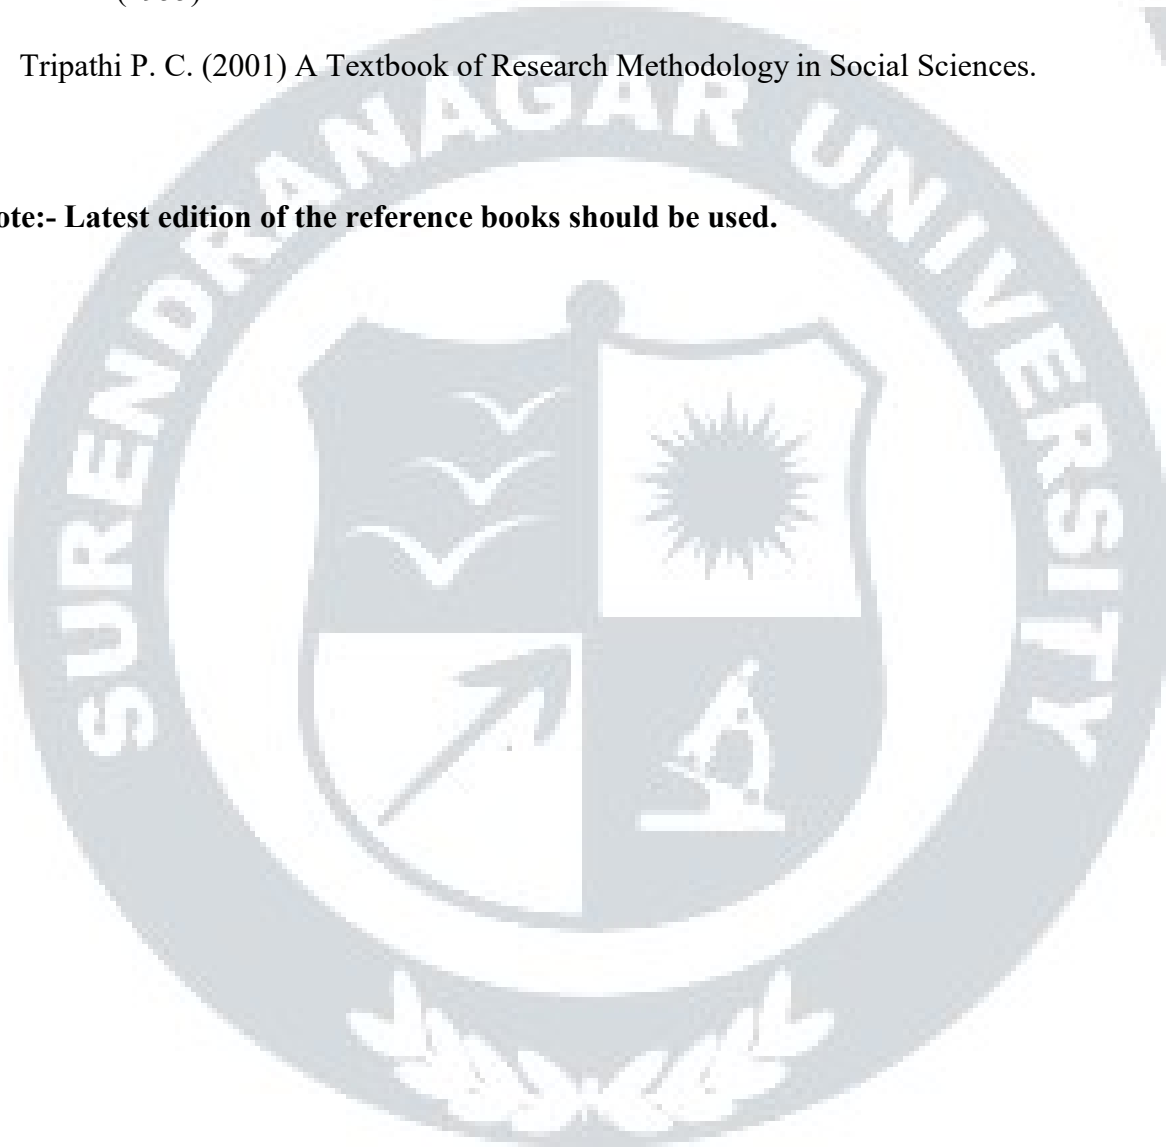 Tripathi P. C. (2001) A Textbook of Research Methodology in Social Sciences.
ote:- Latest edition of the reference books should be used.
SURENDRANAGAR UNIVERSITY